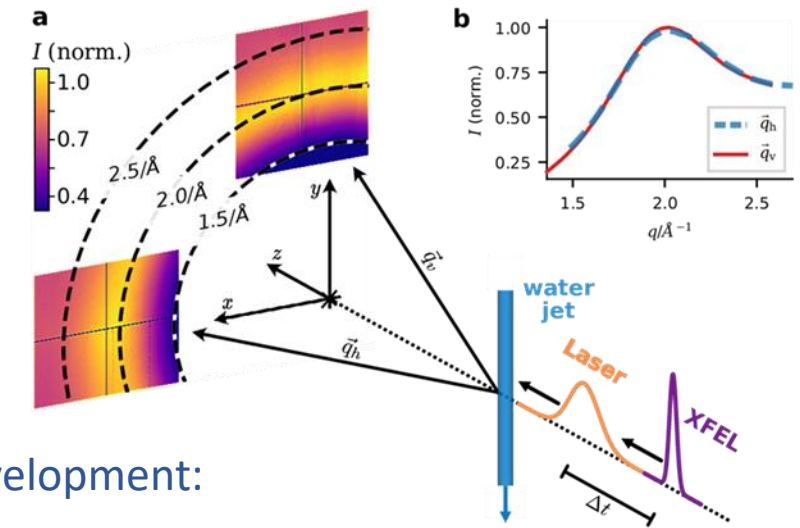 a
I (norm.)
1.0
0.7
0.4
2.5/Å
2.0/Å
1.5/Å
y
z
x
q⃗v
q⃗h
b
1.00
0.75
0.50
0.25
I (norm.)
q⃗h
q⃗v
1.5
2.0
2.5
q/Å⁻¹
water
jet
Laser
XFEL
Δt
velopment: